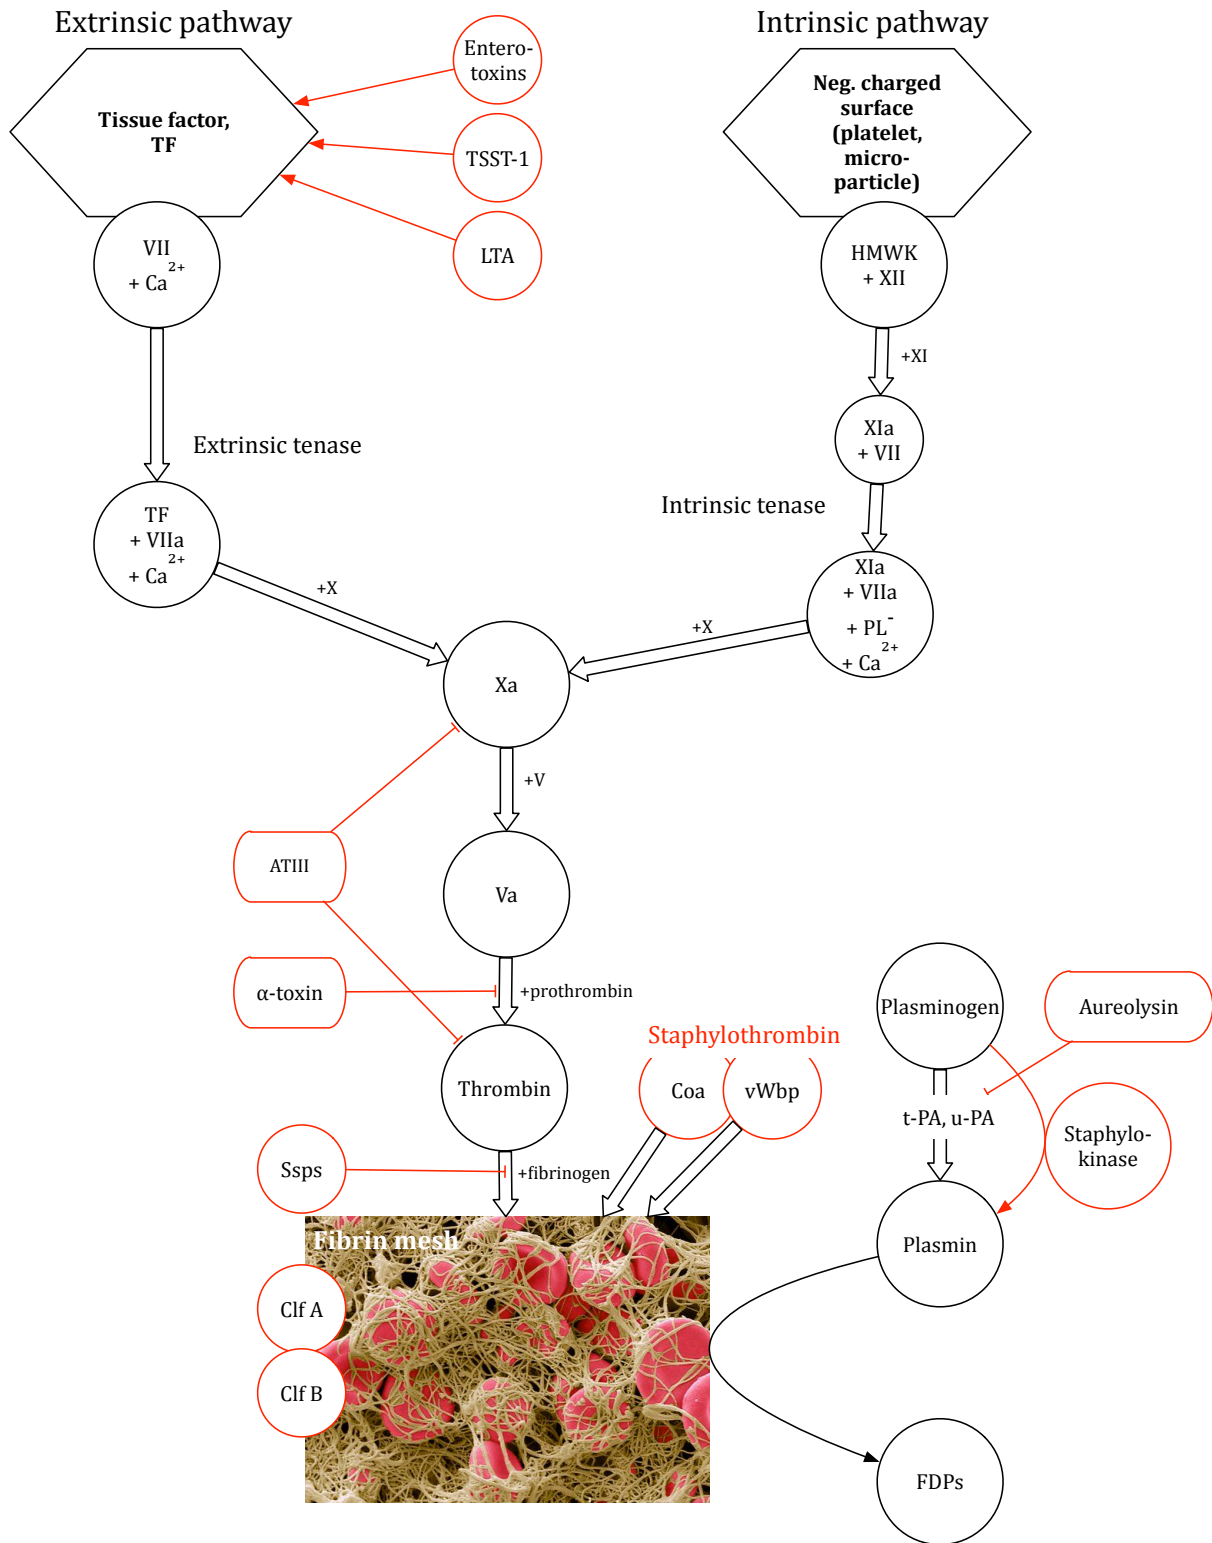 Extrinsic pathway
Intrinsic pathway
Tissue factor,
TF
Entero-
toxins
TSST-1
LTA
Neg. charged
surface
(platelet,
micro-
particle)
VII
+ Ca²⁺
HMWK
+ XII
+XI
Extrinsic tenase
XIa
+ VII
Intrinsic tenase
TF
+ VIIa
+ Ca²⁺
XIa
+ VIIa
+ PL⁻
+ Ca²⁺
+X
+X
Xa
+V
ATIII
Va
α-toxin
+prothrombin
Plasminogen
Aureolysin
Staphylothrombin
Thrombin
Coa
vWbp
t-PA, u-PA
Staphylo-
kinase
Ssps
+fibrinogen
Fibrin mesh
Plasmin
Clf A
Clf B
FDPs